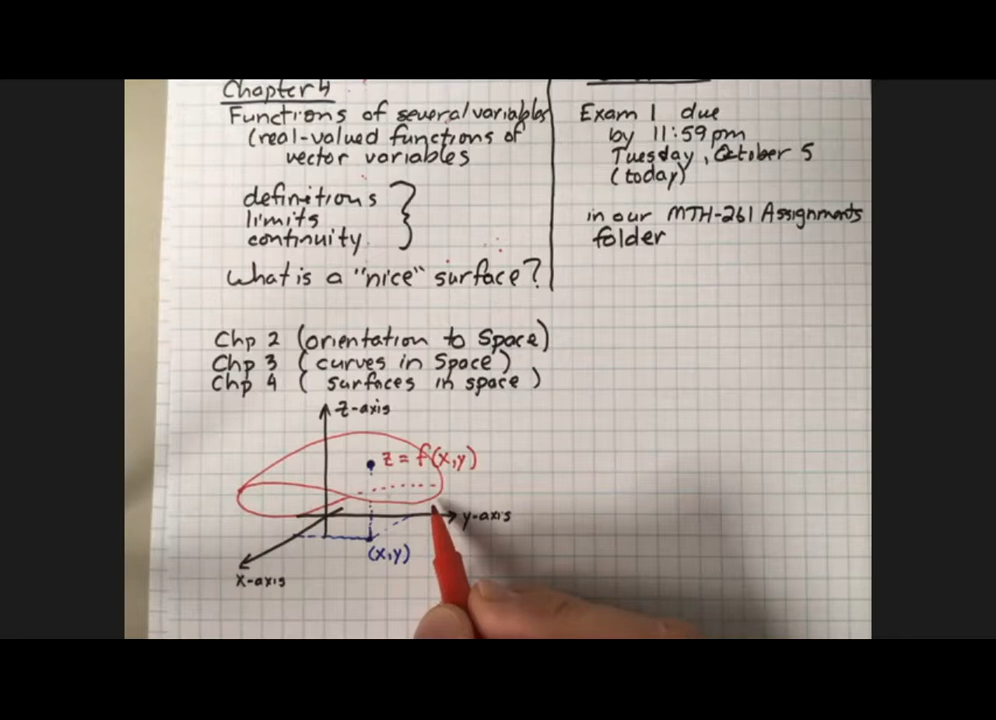 Chapter 4
Functions of several variables
(real-valued functions of
vector variables
definitions
limits
continuity
What is a "nice" surface?
Exam 1 due
by 11:59pm
Tuesday, October 5
(today)
in our MTH-261 Assignments
folder
Chp 2 (orientation to Space)
Chp 3 (curves in Space)
Chp 4 (surfaces in space)
z-axis
z = f(x,y)
y-axis
(x,y)
x-axis